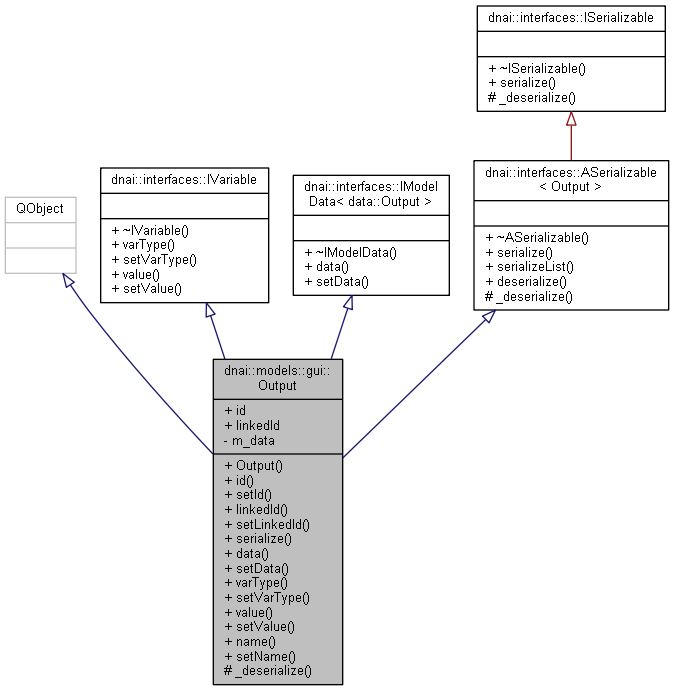 dnai::interfaces::ISerializable
+ ~ISerializable()
+ serialize()
# _deserialize()
QObject
dnai::interfaces::IVariable
+ ~IVariable()
+ varType()
+ setVarType()
+ value()
+ setValue()
dnai::interfaces::IModel
Data< data::Output >
+ ~IModelData()
+ data()
+ setData()
dnai::interfaces::ASerializable
< Output >
+ ~ASerializable()
+ serialize()
+ serializeList()
+ deserialize()
# _deserialize()
dnai::models::gui::
Output
+ id
+ linkedId
- m_data
+ Output()
+ id()
+ setId()
+ linkedId()
+ setLinkedId()
+ serialize()
+ data()
+ setData()
+ varType()
+ setVarType()
+ value()
+ setValue()
+ name()
+ setName()
# _deserialize()